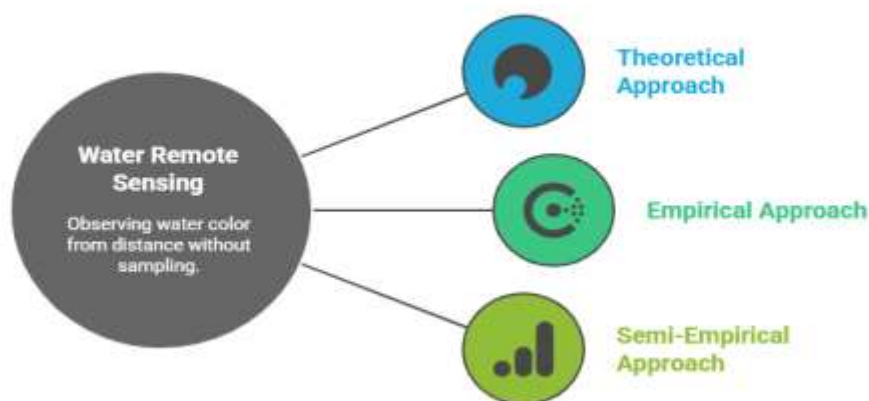 Water Remote
Sensing
Observing water color
from distance without
sampling.
Theoretical
Approach
Empirical Approach
Semi-Empirical
Approach